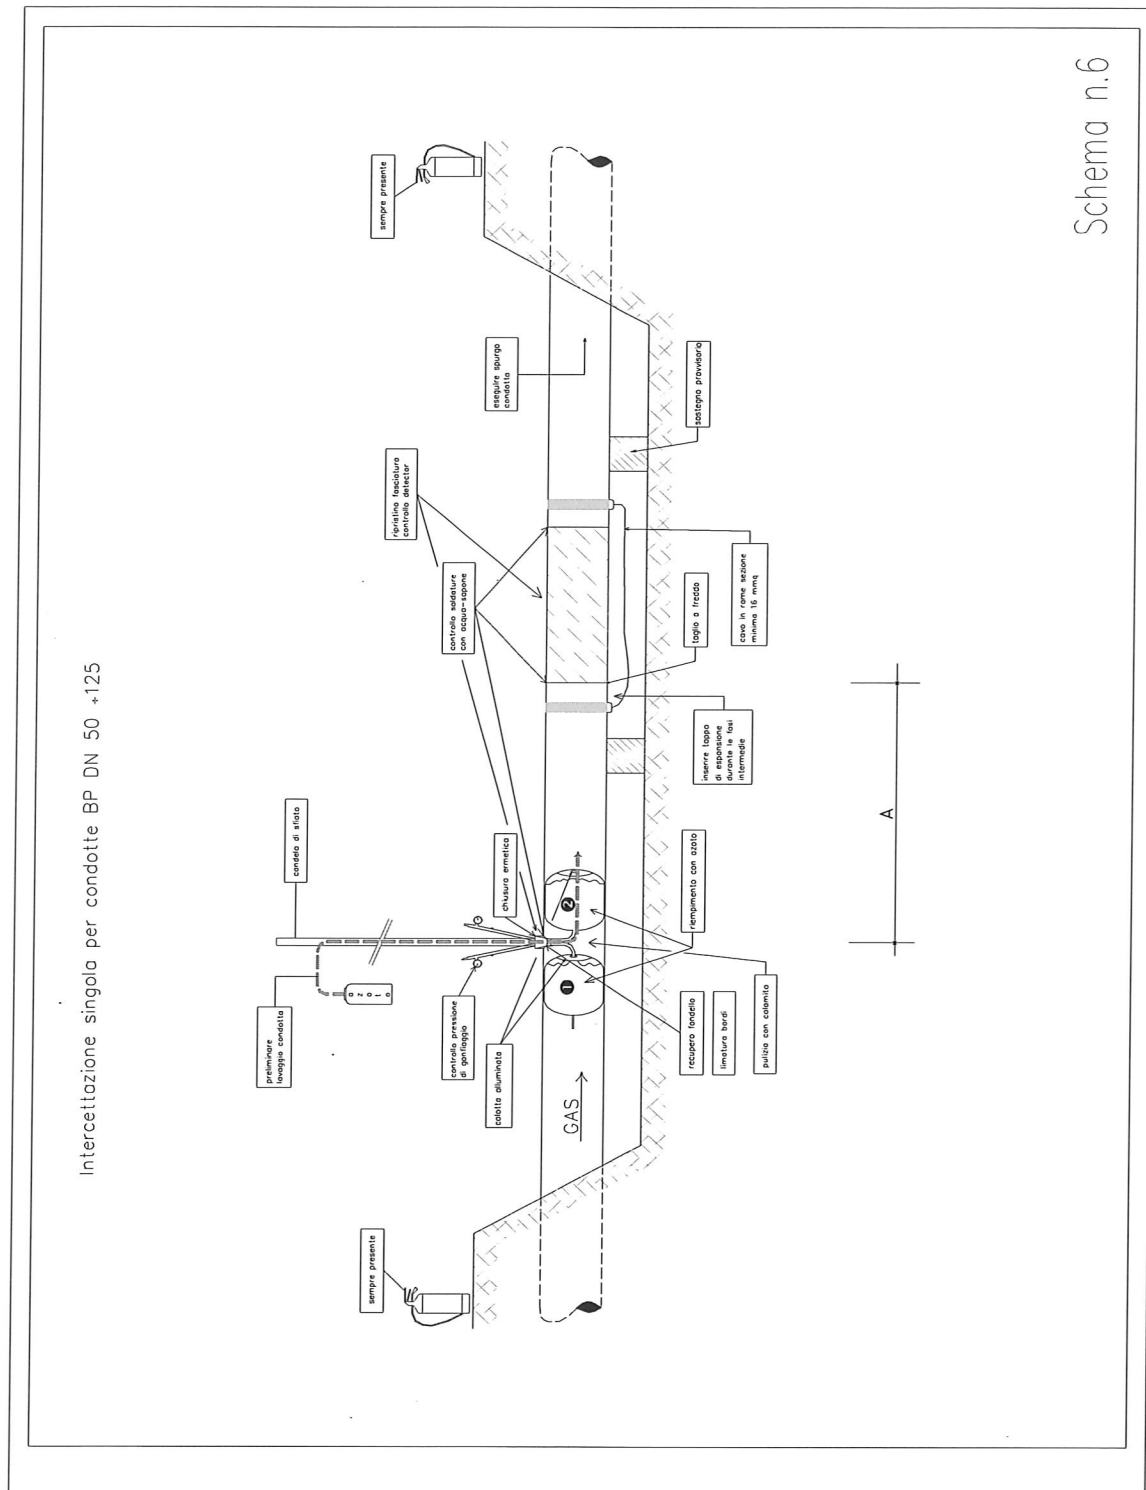 Intercettazione singola per condotte BP DN 50 ÷125
candela di sfiato
preliminare
lavaggio condotta
azoto
sempre presente
sempre presente
controllo pressione
di gonfiaggio
calotta alluminata
chiusura ermetica
controllo saldature
con acqua-sapone
ripristino fasciatura
controllo detector
eseguire spurgo
condotta
GAS
1
2
recupero fondello
limatura bordi
pulizia con calamita
riempimento con azoto
inserire tappo
di espansione
durante le fasi
intermedie
taglio a freddo
cavo in rame sezione
minima 16 mmq
sostegno provvisorio
A
Schema n.6